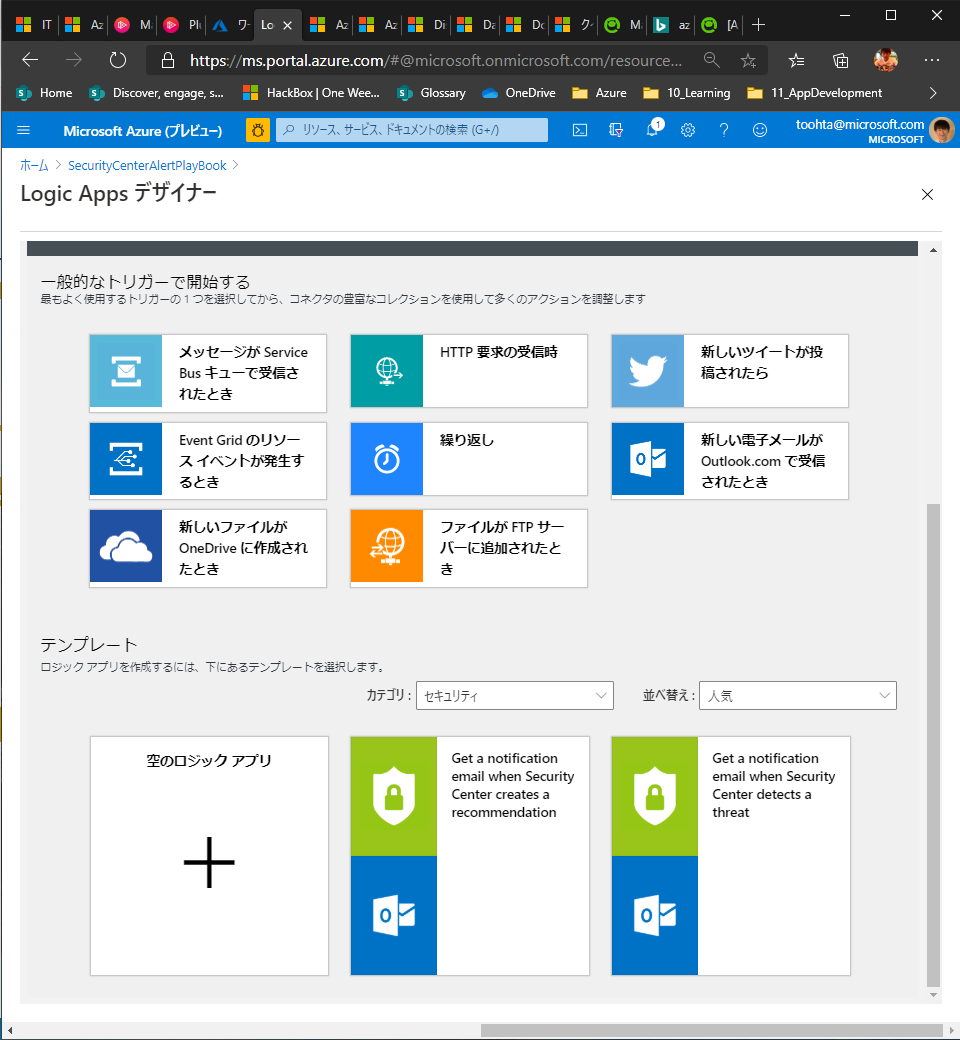 IT
Az
M
Pl
ワ-
Lo
Az
Az
Di
Da
Do
ク
M
az
[A
https://ms.portal.azure.com/#@microsoft.onmicrosoft.com/resource...
Home
Discover, engage, s...
HackBox | One Wee...
Glossary
OneDrive
Azure
10_Learning
11_AppDevelopment
Microsoft Azure (プレビュー)
リソース、サービス、ドキュメントの検索 (G+/)
1
toohta@microsoft.com
MICROSOFT
ホーム > SecurityCenterAlertPlayBook >
Logic Apps デザイナー
一般的なトリガーで開始する
最もよく使用するトリガーの 1 つを選択してから、コネクタの豊富なコレクションを使用して多くのアクションを調整します
メッセージが Service
Bus キューで受信さ
れたとき
HTTP 要求の受信時
新しいツイートが投
稿されたら
Event Grid のリソー
ス イベントが発生す
るとき
繰り返し
新しい電子メールが
Outlook.com で受信
されたとき
新しいファイルが
OneDrive に作成され
たとき
ファイルが FTP サー
バーに追加されたと
き
テンプレート
ロジック アプリを作成するには、下にあるテンプレートを選択します。
カテゴリ : セキュリティ
並べ替え : 人気
空のロジック アプリ
Get a notification
email when Security
Center creates a
recommendation
Get a notification
email when Security
Center detects a
threat